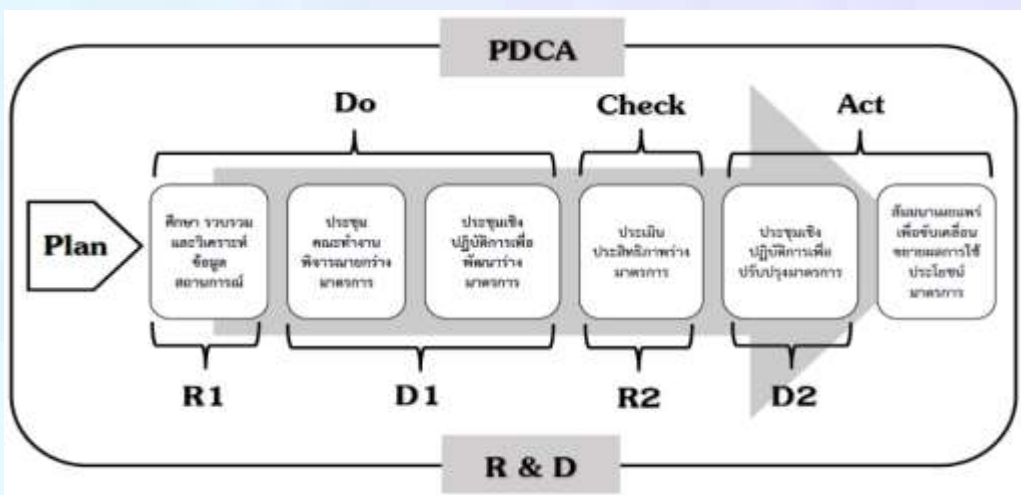 PDCA
Do
Check
Act
Plan
ศึกษา รวบรวม
และวิเคราะห์
ข้อมูล
สถานการณ์
ประชุม
คณะทำงาน
พิจารณายกร่าง
มาตรการ
ประชุมเชิง
ปฏิบัติการเพื่อ
พัฒนาร่าง
มาตรการ
ประเมิน
ประสิทธิภาพร่าง
มาตรการ
ประชุมเชิง
ปฏิบัติการเพื่อ
ปรับปรุงมาตรการ
สัมมนาเผยแพร่
เพื่อขับเคลื่อน
ขยายผลการใช้
ประโยชน์
มาตรการ
R1
D1
R2
D2
R & D